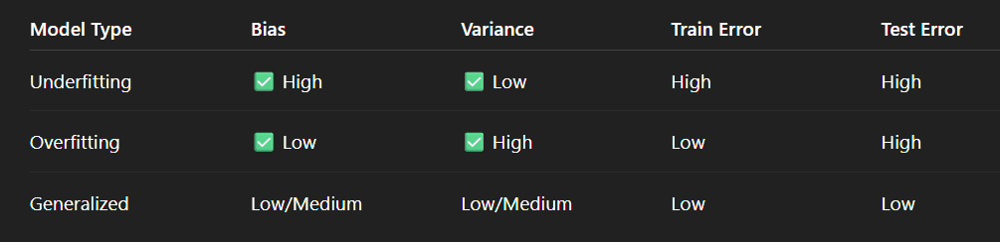 Model Type Bias Variance Train Error Test Error
Underfitting ✅ High ✅ Low High High
Overfitting ✅ Low ✅ High Low High
Generalized Low/Medium Low/Medium Low Low